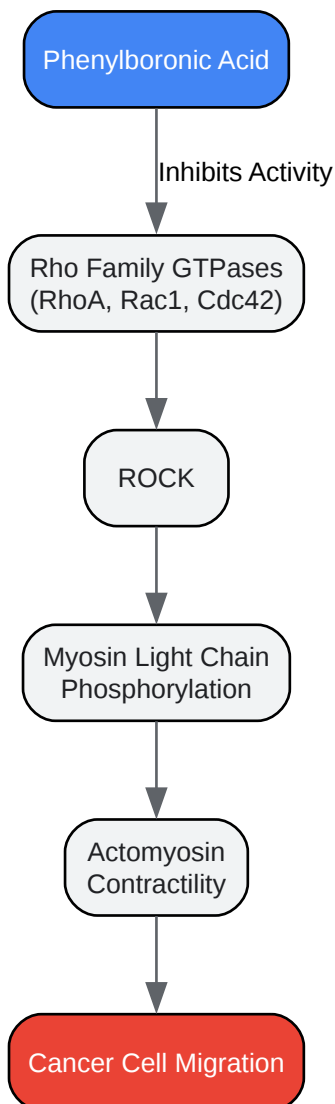 Phenylboronic Acid
Inhibits Activity
Rho Family GTPases
(RhoA, Rac1, Cdc42)
ROCK
Myosin Light Chain
Phosphorylation
Actomyosin
Contractility
Cancer Cell Migration